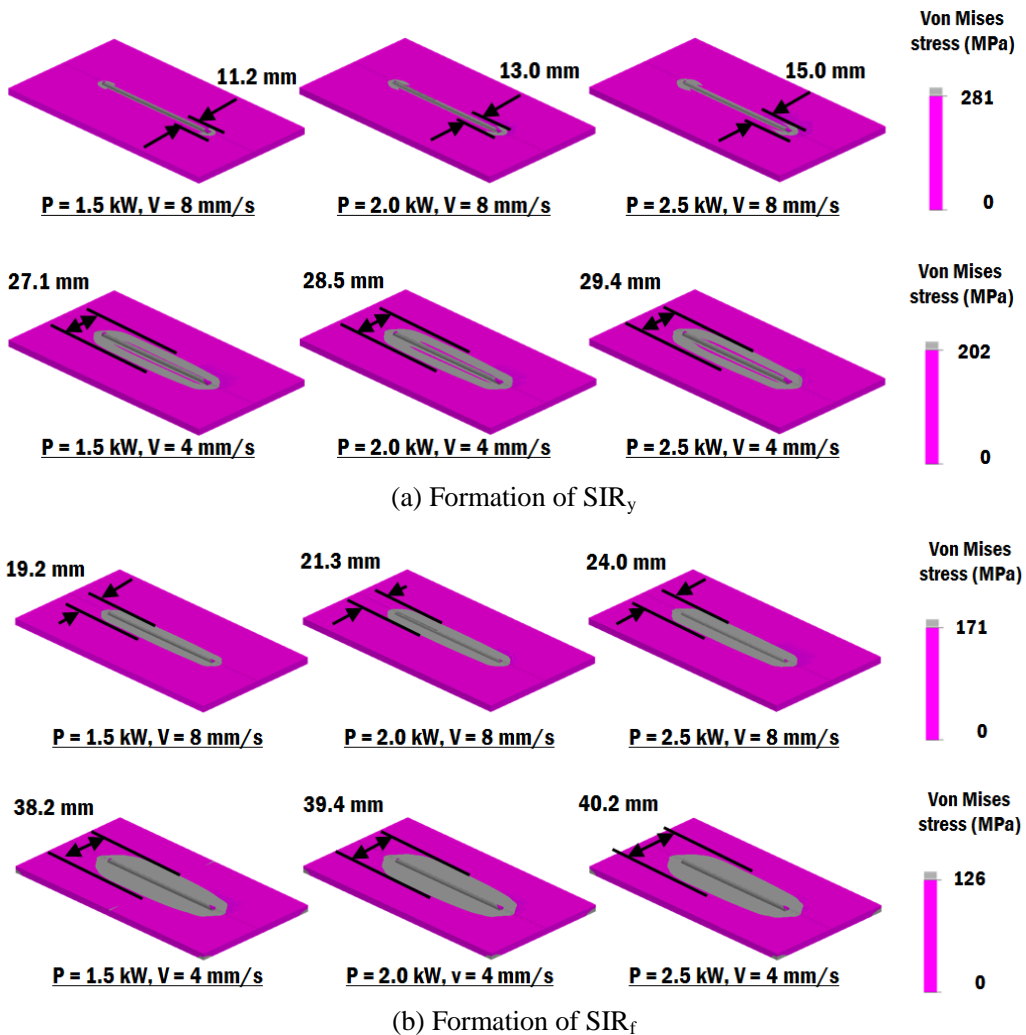 Von Mises
stress (MPa)
11.2 mm
13.0 mm
15.0 mm
281
0
P = 1.5 kW, V = 8 mm/s
P = 2.0 kW, V = 8 mm/s
P = 2.5 kW, V = 8 mm/s
Von Mises
stress (MPa)
27.1 mm
28.5 mm
29.4 mm
202
0
P = 1.5 kW, V = 4 mm/s
P = 2.0 kW, V = 4 mm/s
P = 2.5 kW, V = 4 mm/s
(a) Formation of SIRy
Von Mises
stress (MPa)
19.2 mm
21.3 mm
24.0 mm
171
0
P = 1.5 kW, V = 8 mm/s
P = 2.0 kW, V = 8 mm/s
P = 2.5 kW, V = 8 mm/s
Von Mises
stress (MPa)
38.2 mm
39.4 mm
40.2 mm
126
0
P = 1.5 kW, V = 4 mm/s
P = 2.0 kW, v = 4 mm/s
P = 2.5 kW, V = 4 mm/s
(b) Formation of SIRf